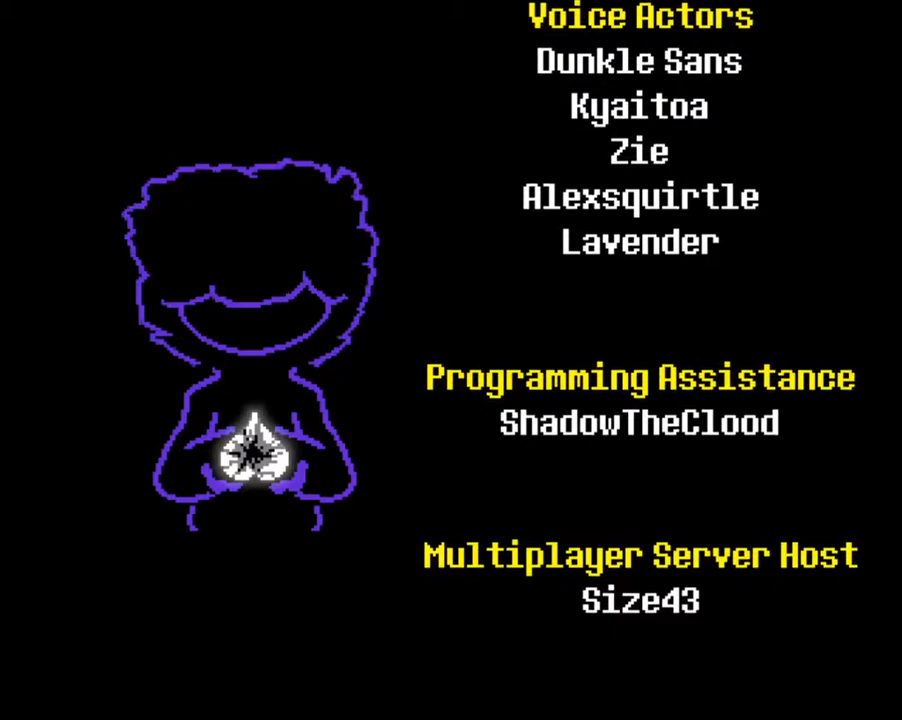 Voice Actors
Dunkle Sans
Kyaitoa
Zie
Alexsquirtle
Lavender
Programming Assistance
ShadowTheClood
Multiplayer Server Host
Size43